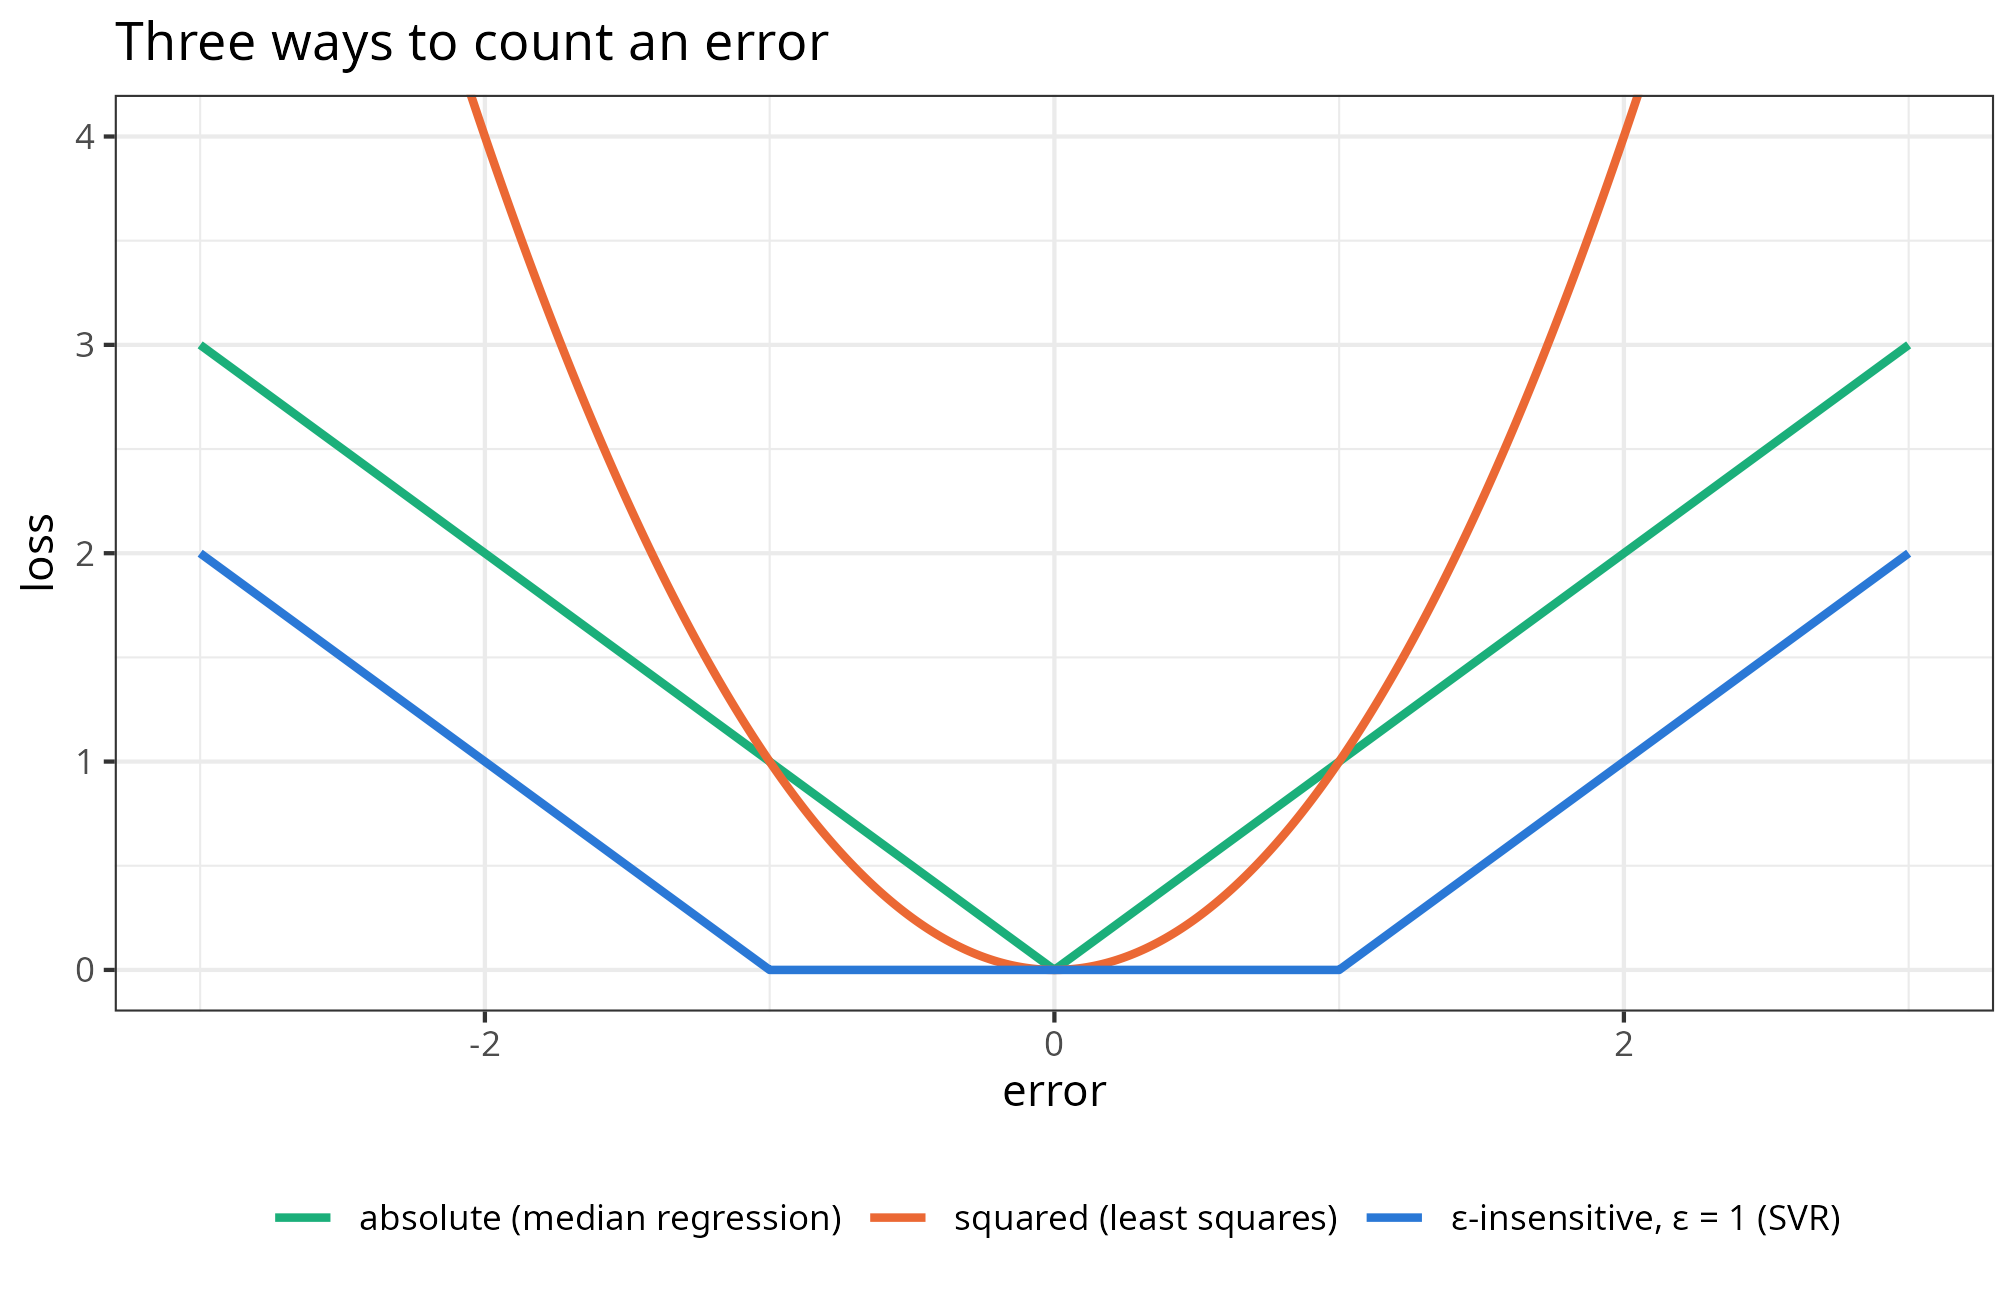 Three ways to count an error
4
3
2
1
0
loss
-2 0 2
error
absolute (median regression) squared (least squares) ε-insensitive, ε = 1 (SVR)